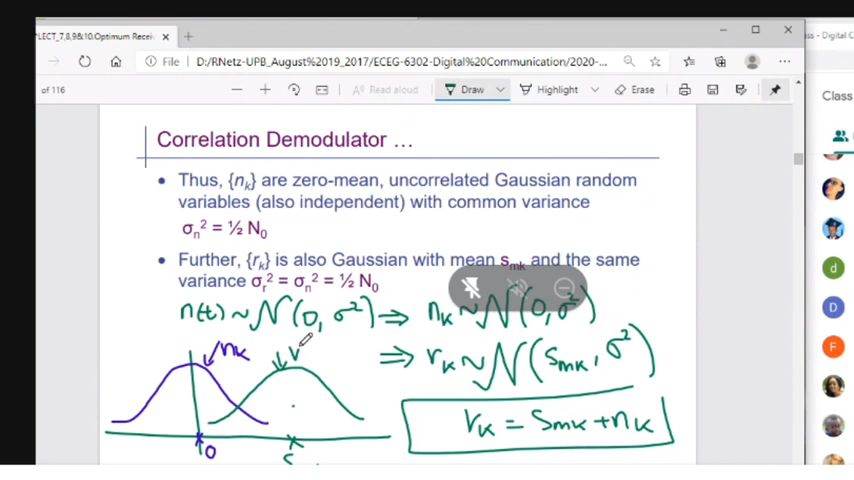 *LECT_7,8,9&10.Optimum Recei
File D:/RNetz-UPB_August%2019_2017/ECEG-6302-Digital%20Communication/2020-...
ss - Digital C
of 116 Read aloud Draw Highlight Erase
Class
Correlation Demodulator …
• Thus, {nk} are zero-mean, uncorrelated Gaussian random
variables (also independent) with common variance
σn² = ½ N0
• Further, {rk} is also Gaussian with mean smk and the same
variance σr² = σn² = ½ N0
n(t) ~ N(0, σ²) ⇒ nk ~ N(0, σ²)
⇒ rk ~ N(smk, σ²)
nk
rk = smk + nk
0
d
D
F